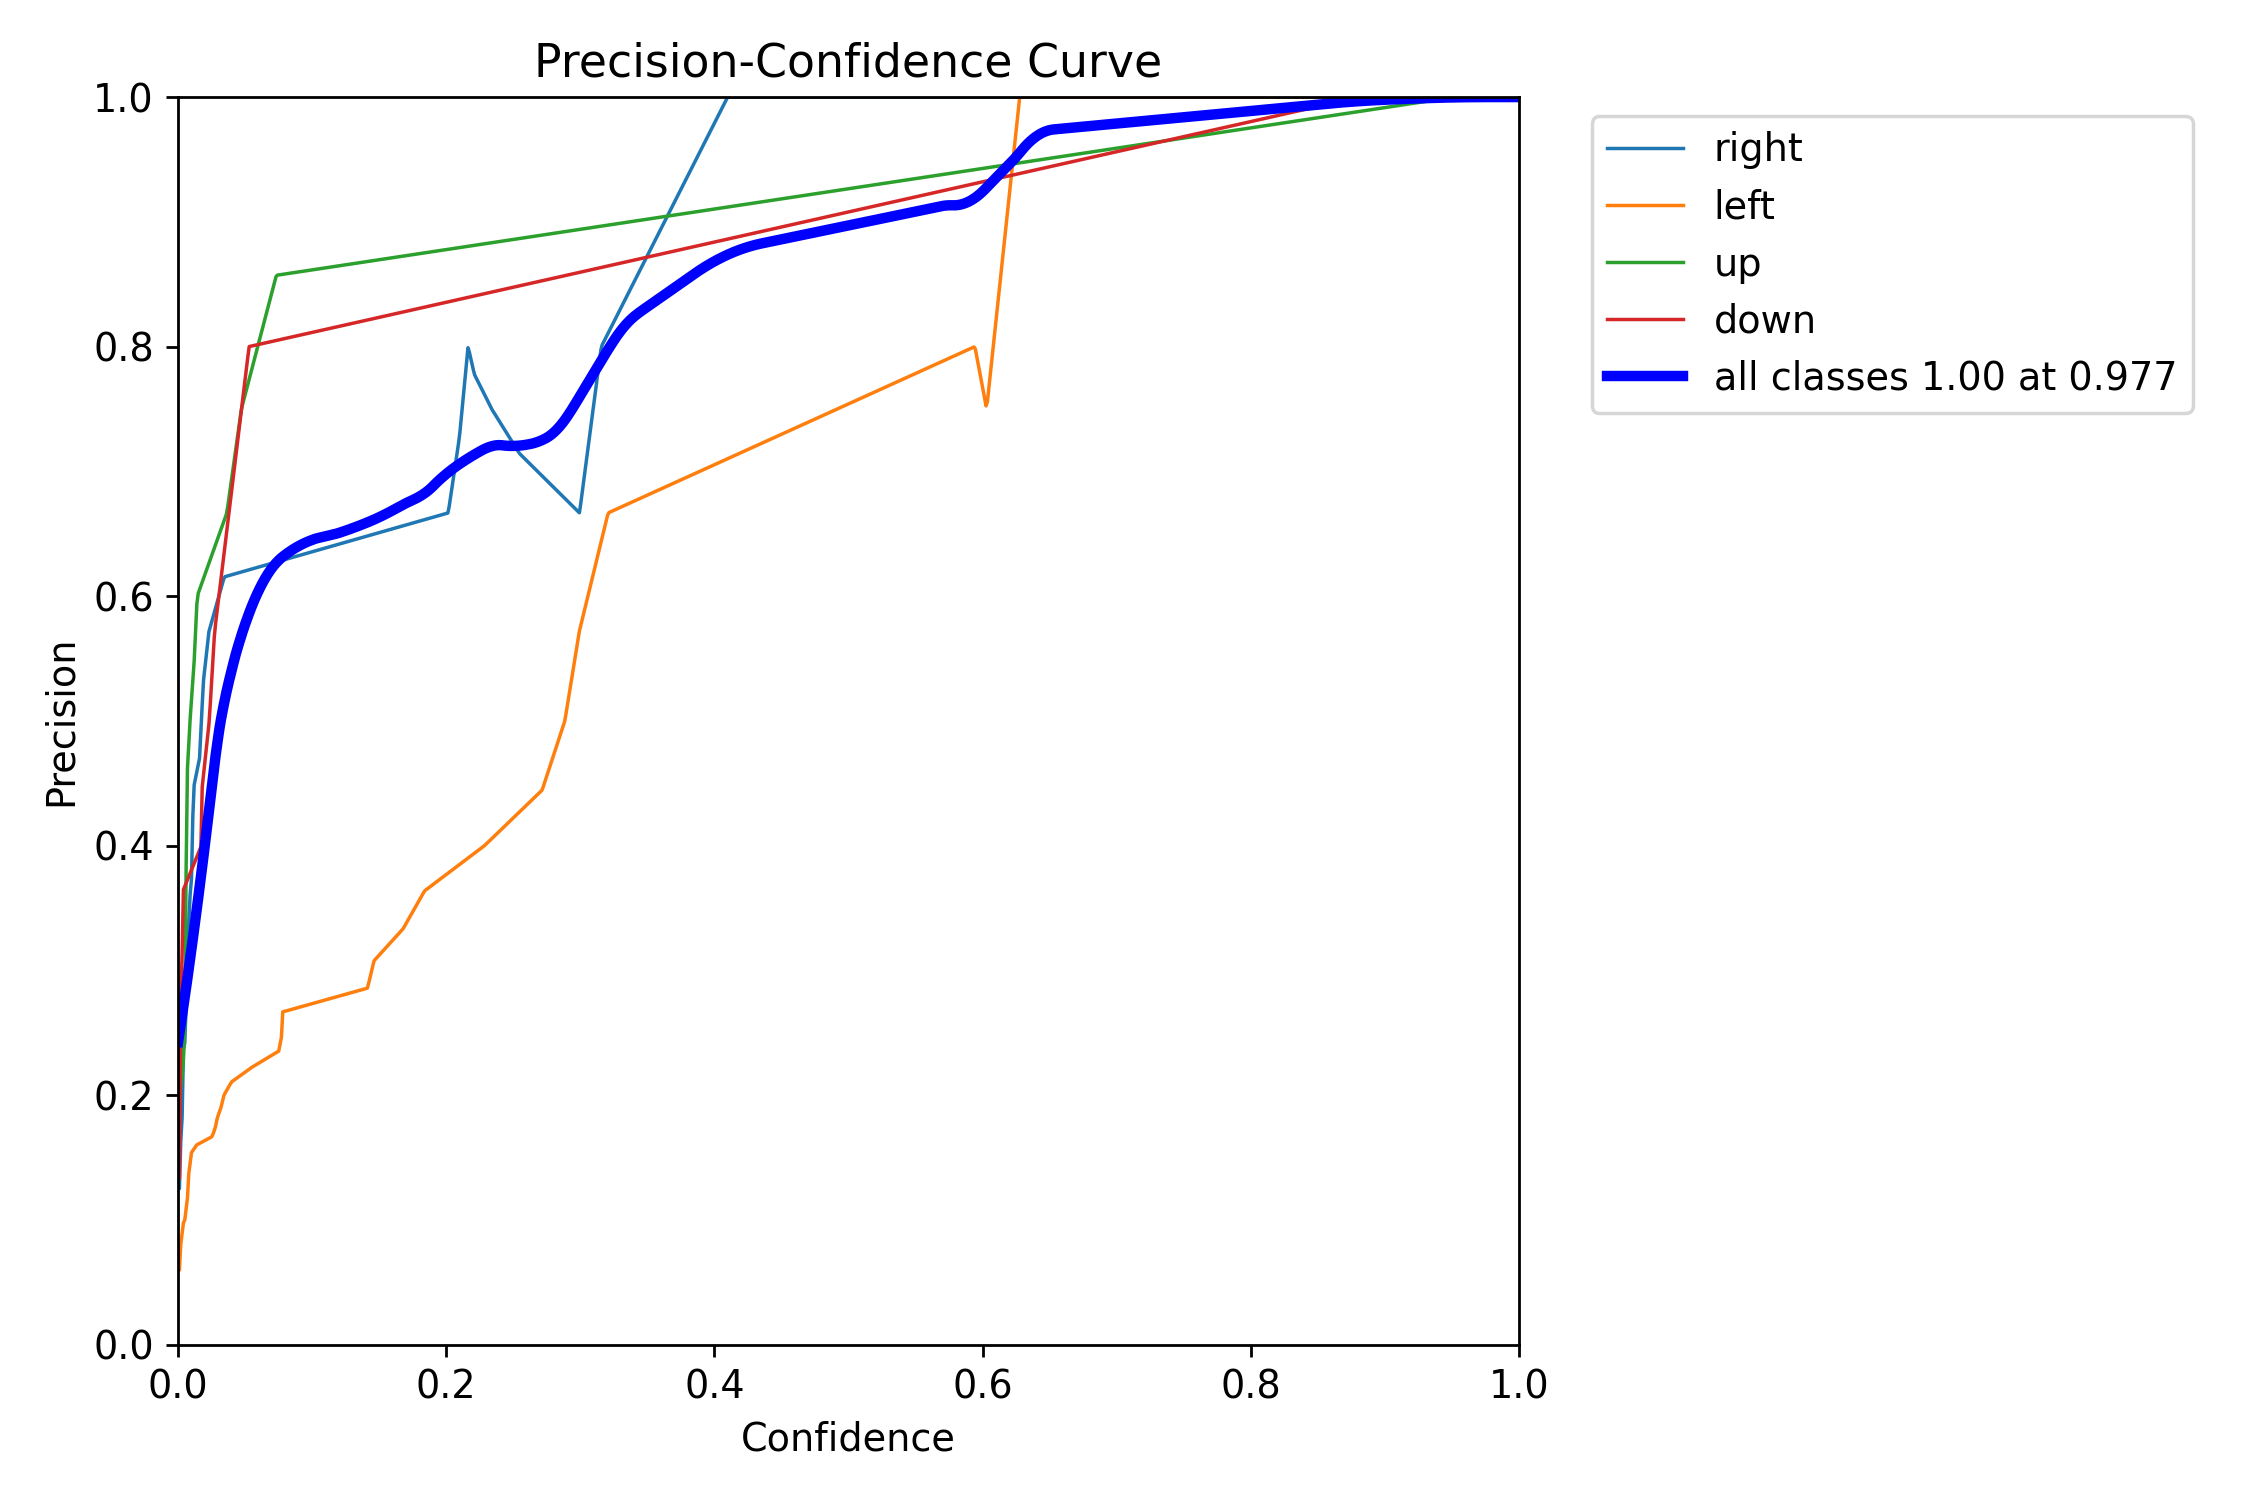 Precision-Confidence Curve
1.0
0.8
0.6
0.4
0.2
0.0
Precision
0.0 0.2 0.4 0.6 0.8 1.0
Confidence
right
left
up
down
all classes 1.00 at 0.977